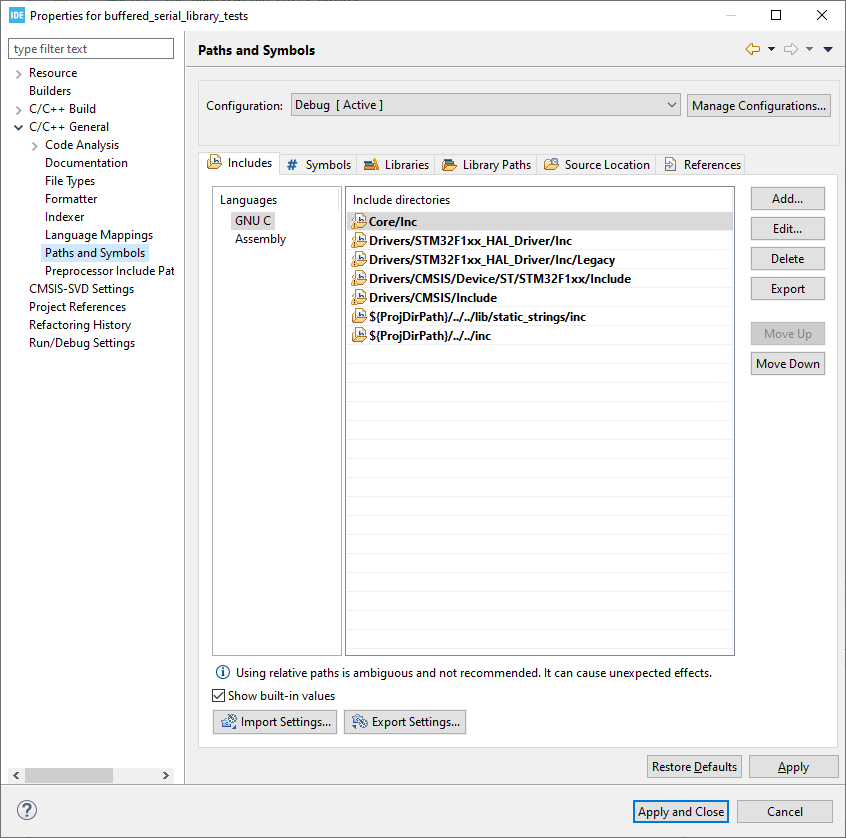 IDE Properties for buffered_serial_library_tests
type filter text
Resource
Builders
C/C++ Build
C/C++ General
Code Analysis
Documentation
File Types
Formatter
Indexer
Language Mappings
Paths and Symbols
Preprocessor Include Pat
CMSIS-SVD Settings
Project References
Refactoring History
Run/Debug Settings
Paths and Symbols
Configuration: Debug [ Active ] Manage Configurations...
Includes # Symbols Libraries Library Paths Source Location References
Languages
GNU C
Assembly
Include directories
Core/Inc
Drivers/STM32F1xx_HAL_Driver/Inc
Drivers/STM32F1xx_HAL_Driver/Inc/Legacy
Drivers/CMSIS/Device/ST/STM32F1xx/Include
Drivers/CMSIS/Include
${ProjDirPath}/../../lib/static_strings/inc
${ProjDirPath}/../../inc
Add...
Edit...
Delete
Export
Move Up
Move Down
Using relative paths is ambiguous and not recommended. It can cause unexpected effects.
Show built-in values
Import Settings... Export Settings...
Restore Defaults Apply
? Apply and Close Cancel